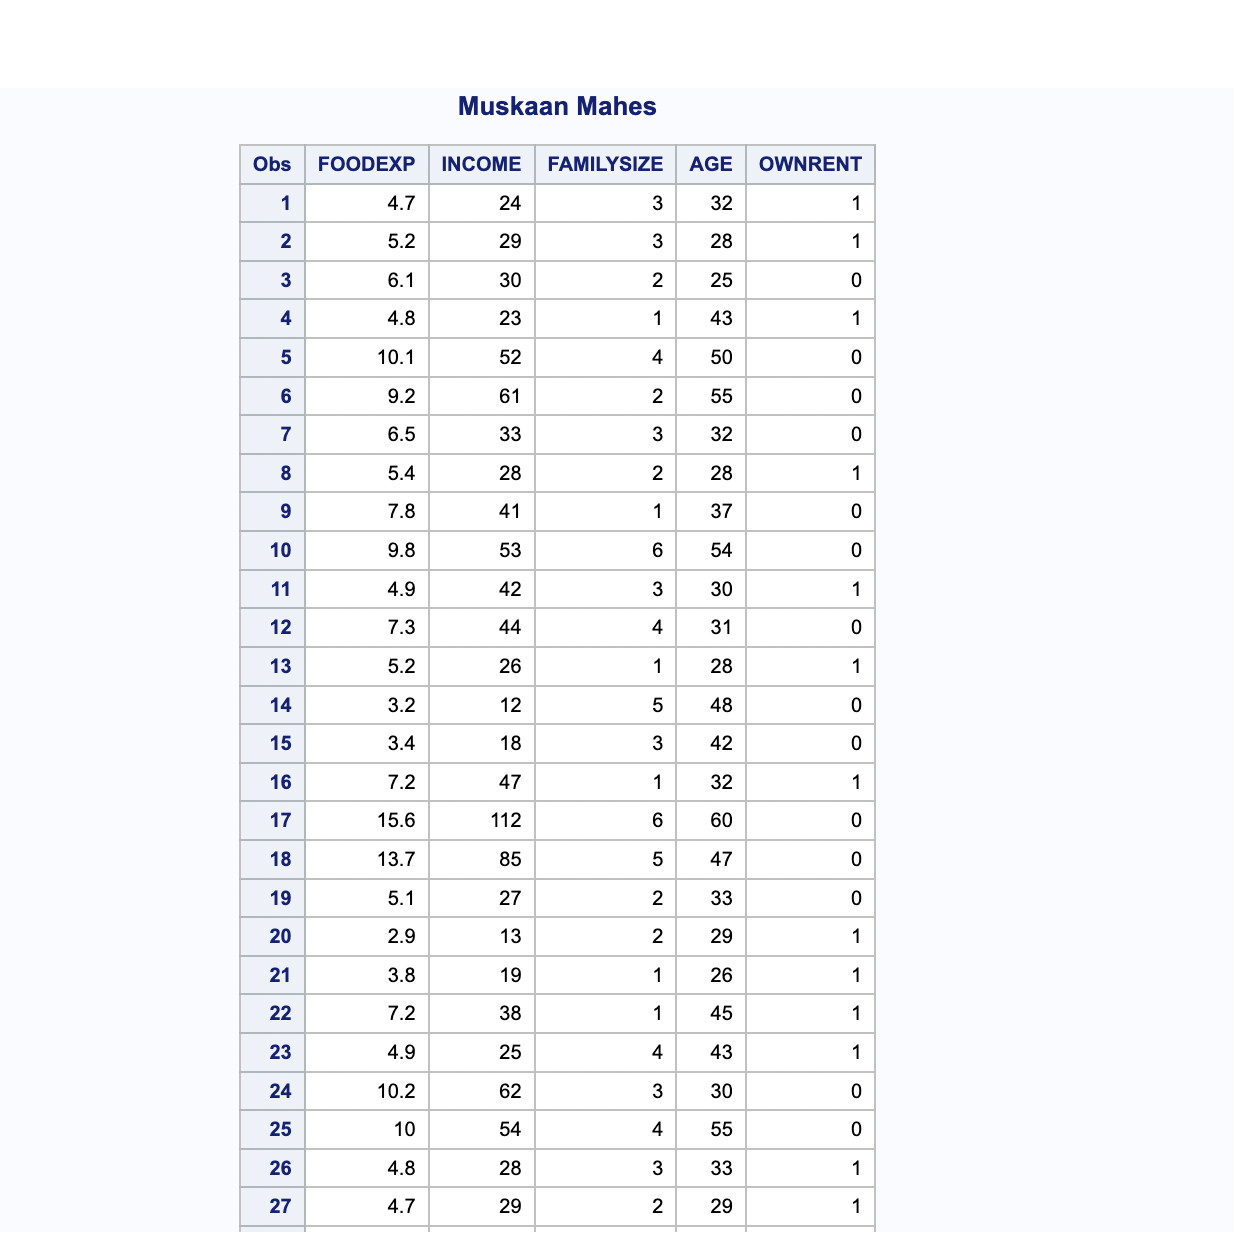 Muskaan Mahes
Obs FOODEXP INCOME FAMILYSIZE AGE OWNRENT
1 4.7 24 3 32 1
2 5.2 29 3 28 1
3 6.1 30 2 25 0
4 4.8 23 1 43 1
5 10.1 52 4 50 0
6 9.2 61 2 55 0
7 6.5 33 3 32 0
8 5.4 28 2 28 1
9 7.8 41 1 37 0
10 9.8 53 6 54 0
11 4.9 42 3 30 1
12 7.3 44 4 31 0
13 5.2 26 1 28 1
14 3.2 12 5 48 0
15 3.4 18 3 42 0
16 7.2 47 1 32 1
17 15.6 112 6 60 0
18 13.7 85 5 47 0
19 5.1 27 2 33 0
20 2.9 13 2 29 1
21 3.8 19 1 26 1
22 7.2 38 1 45 1
23 4.9 25 4 43 1
24 10.2 62 3 30 0
25 10 54 4 55 0
26 4.8 28 3 33 1
27 4.7 29 2 29 1